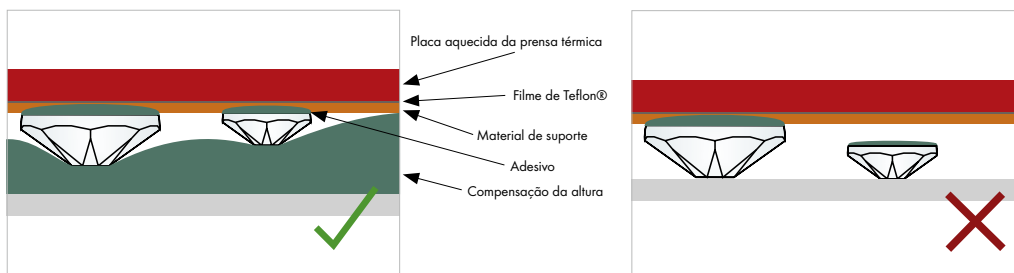 Placa aquecida da prensa térmica
Filme de Teflon®
Material de suporte
Adesivo
Compensação da altura